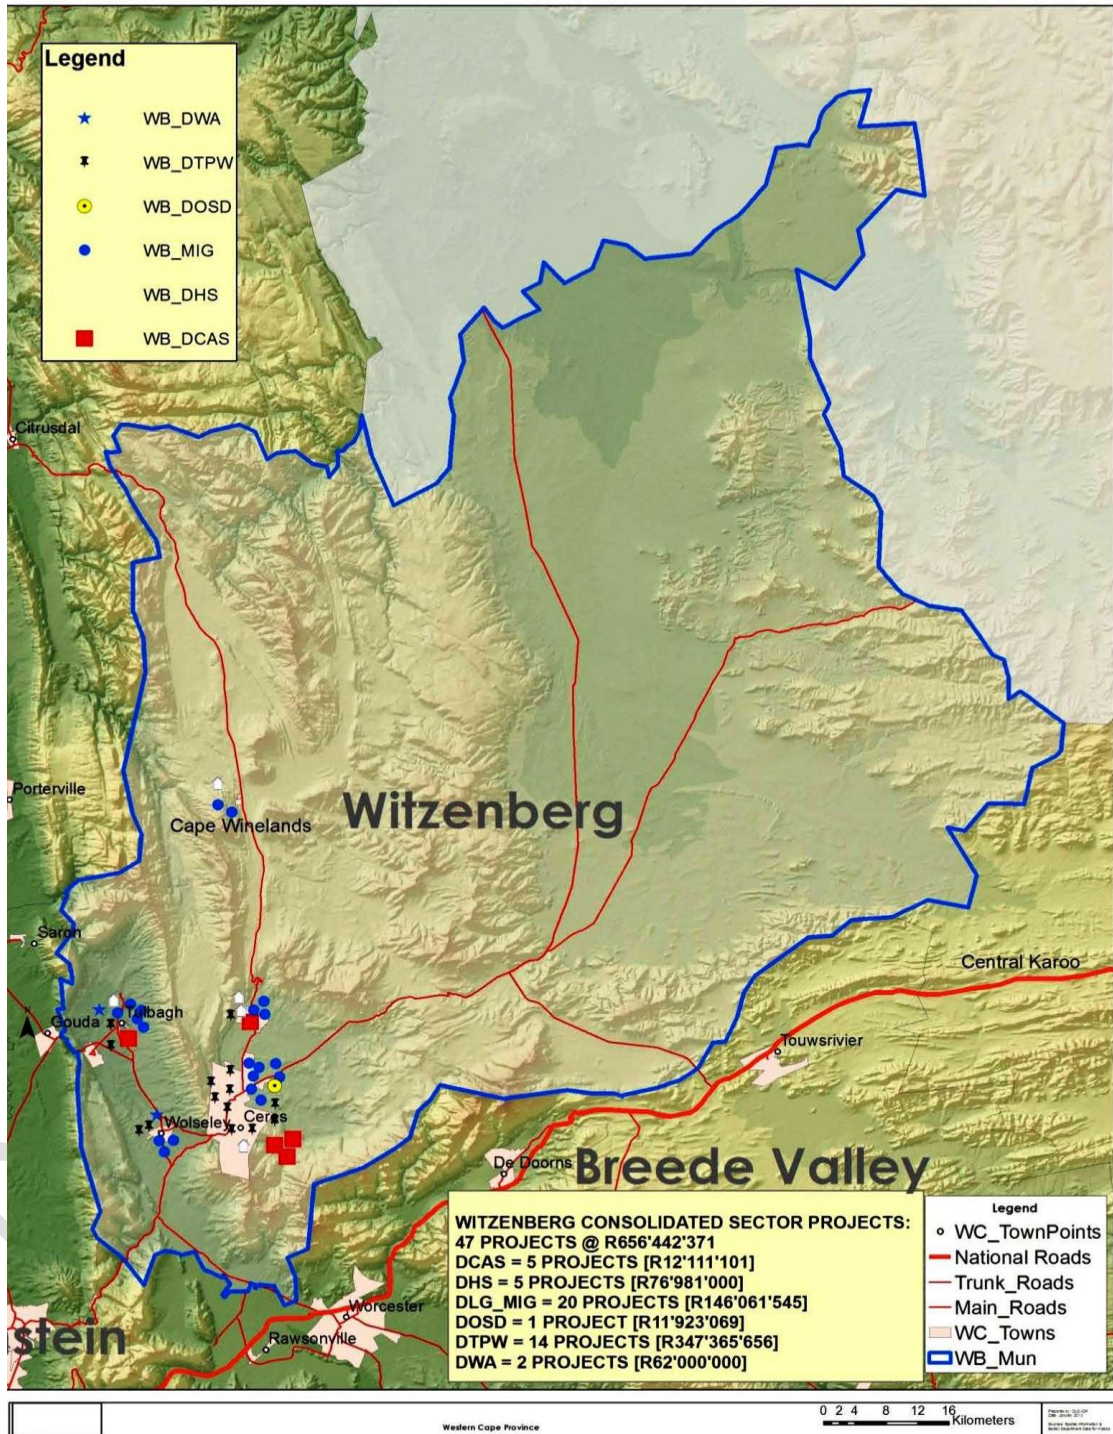 Legend
WB_DWA
WB_DTPW
WB_DOSD
WB_MIG
WB_DHS
WB_DCAS
Citrusdal
Porterville
Cape Winelands
Witzenberg
Saron
Central Karoo
Gouda
Tulbagh
Touwsrivier
Wolseley
Ceres
De Doorns
Breede Valley
WITZENBERG CONSOLIDATED SECTOR PROJECTS:
47 PROJECTS @ R656'442'371
DCAS = 5 PROJECTS [R12'111'101]
DHS = 5 PROJECTS [R76'981'000]
DLG_MIG = 20 PROJECTS [R146'061'545]
DOSD = 1 PROJECT [R11'923'069]
DTPW = 14 PROJECTS [R347'365'656]
DWA = 2 PROJECTS [R62'000'000]
Legend
WC_TownPoints
National Roads
Trunk_Roads
Main_Roads
WC_Towns
WB_Mun
Worcester
Rawsonville
stein
Western Cape Province
0 2 4 8 12 16
Kilometers